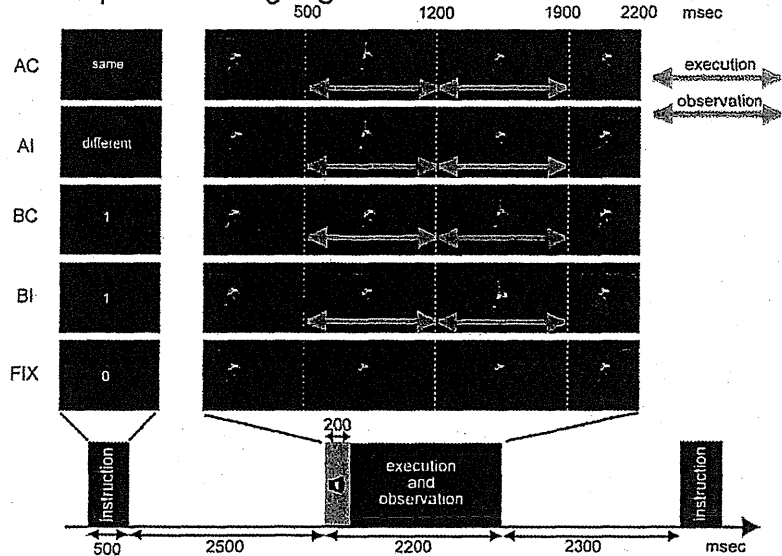 500 1200 1900 2200 msec
AC same
execution
observation
AI different
BC 1
BI 1
FIX 0
200
instruction
execution
and
observation
instruction
500 2500 2200 2300 msec